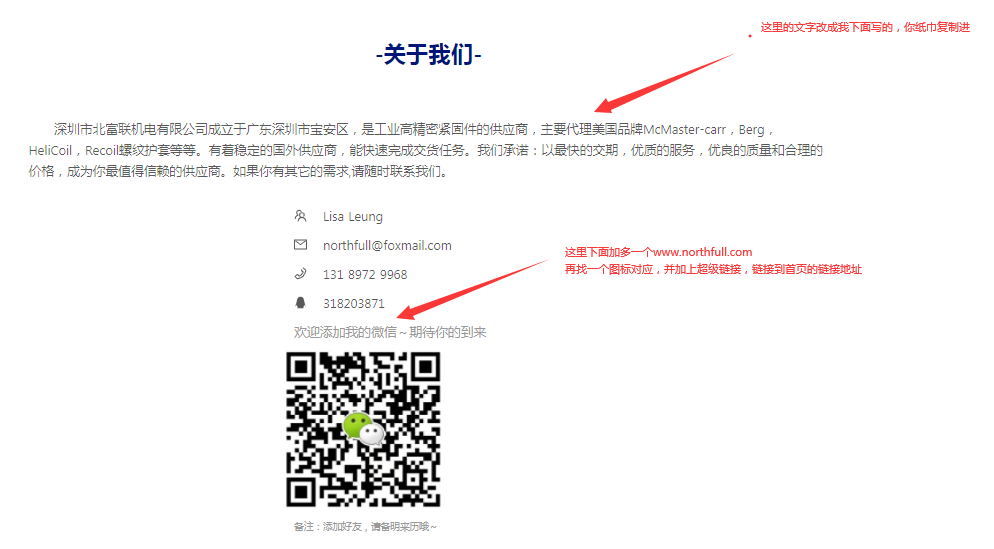 这里的文字改成我下面写的，你纸巾复制进
-关于我们-
深圳市北富联机电有限公司成立于广东深圳市宝安区，是工业高精密紧固件的供应商，主要代理美国品牌McMaster-carr，Berg，
HeliCoil，Recoil螺纹护套等等。有着稳定的国外供应商，能快速完成交货任务。我们承诺：以最快的交期，优质的服务，优良的质量和合理的
价格，成为你最值得信赖的供应商。如果你有其它的需求,请随时联系我们。
Lisa Leung
northfull@foxmail.com
这里下面加多一个www.northfull.com
再找一个图标对应，并加上超级链接，链接到首页的链接地址
131 8972 9968
318203871
欢迎添加我的微信～期待你的到来
备注：添加好友，请备明来历哦～